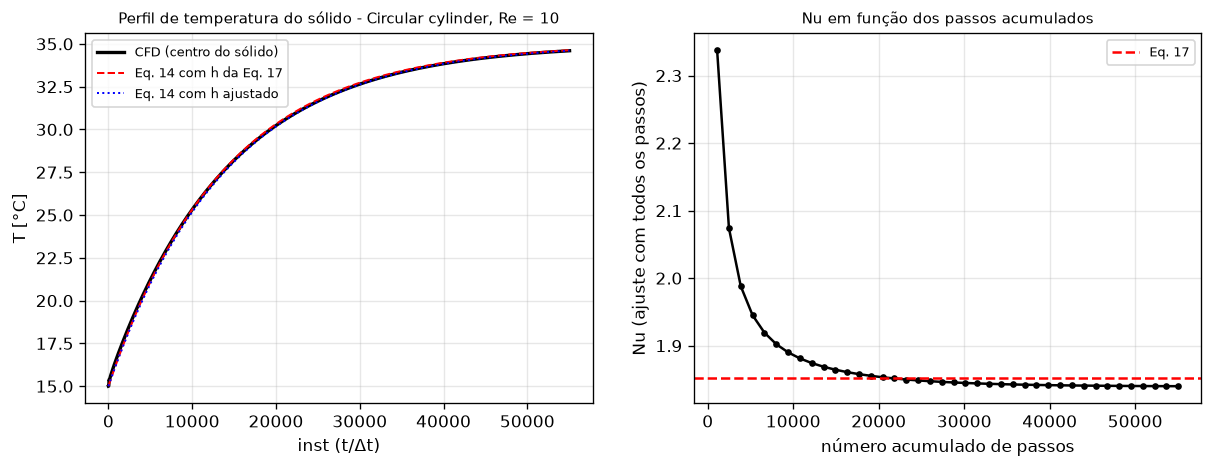 Perfil de temperatura do sólido - Circular cylinder, Re = 10
35.0
32.5
30.0
27.5
25.0
22.5
20.0
17.5
15.0
T [°C]
CFD (centro do sólido)
Eq. 14 com h da Eq. 17
Eq. 14 com h ajustado
0 10000 20000 30000 40000 50000
inst (t/Δt)
Nu em função dos passos acumulados
2.3
2.2
2.1
2.0
1.9
Nu (ajuste com todos os passos)
Eq. 17
0 10000 20000 30000 40000 50000
número acumulado de passos